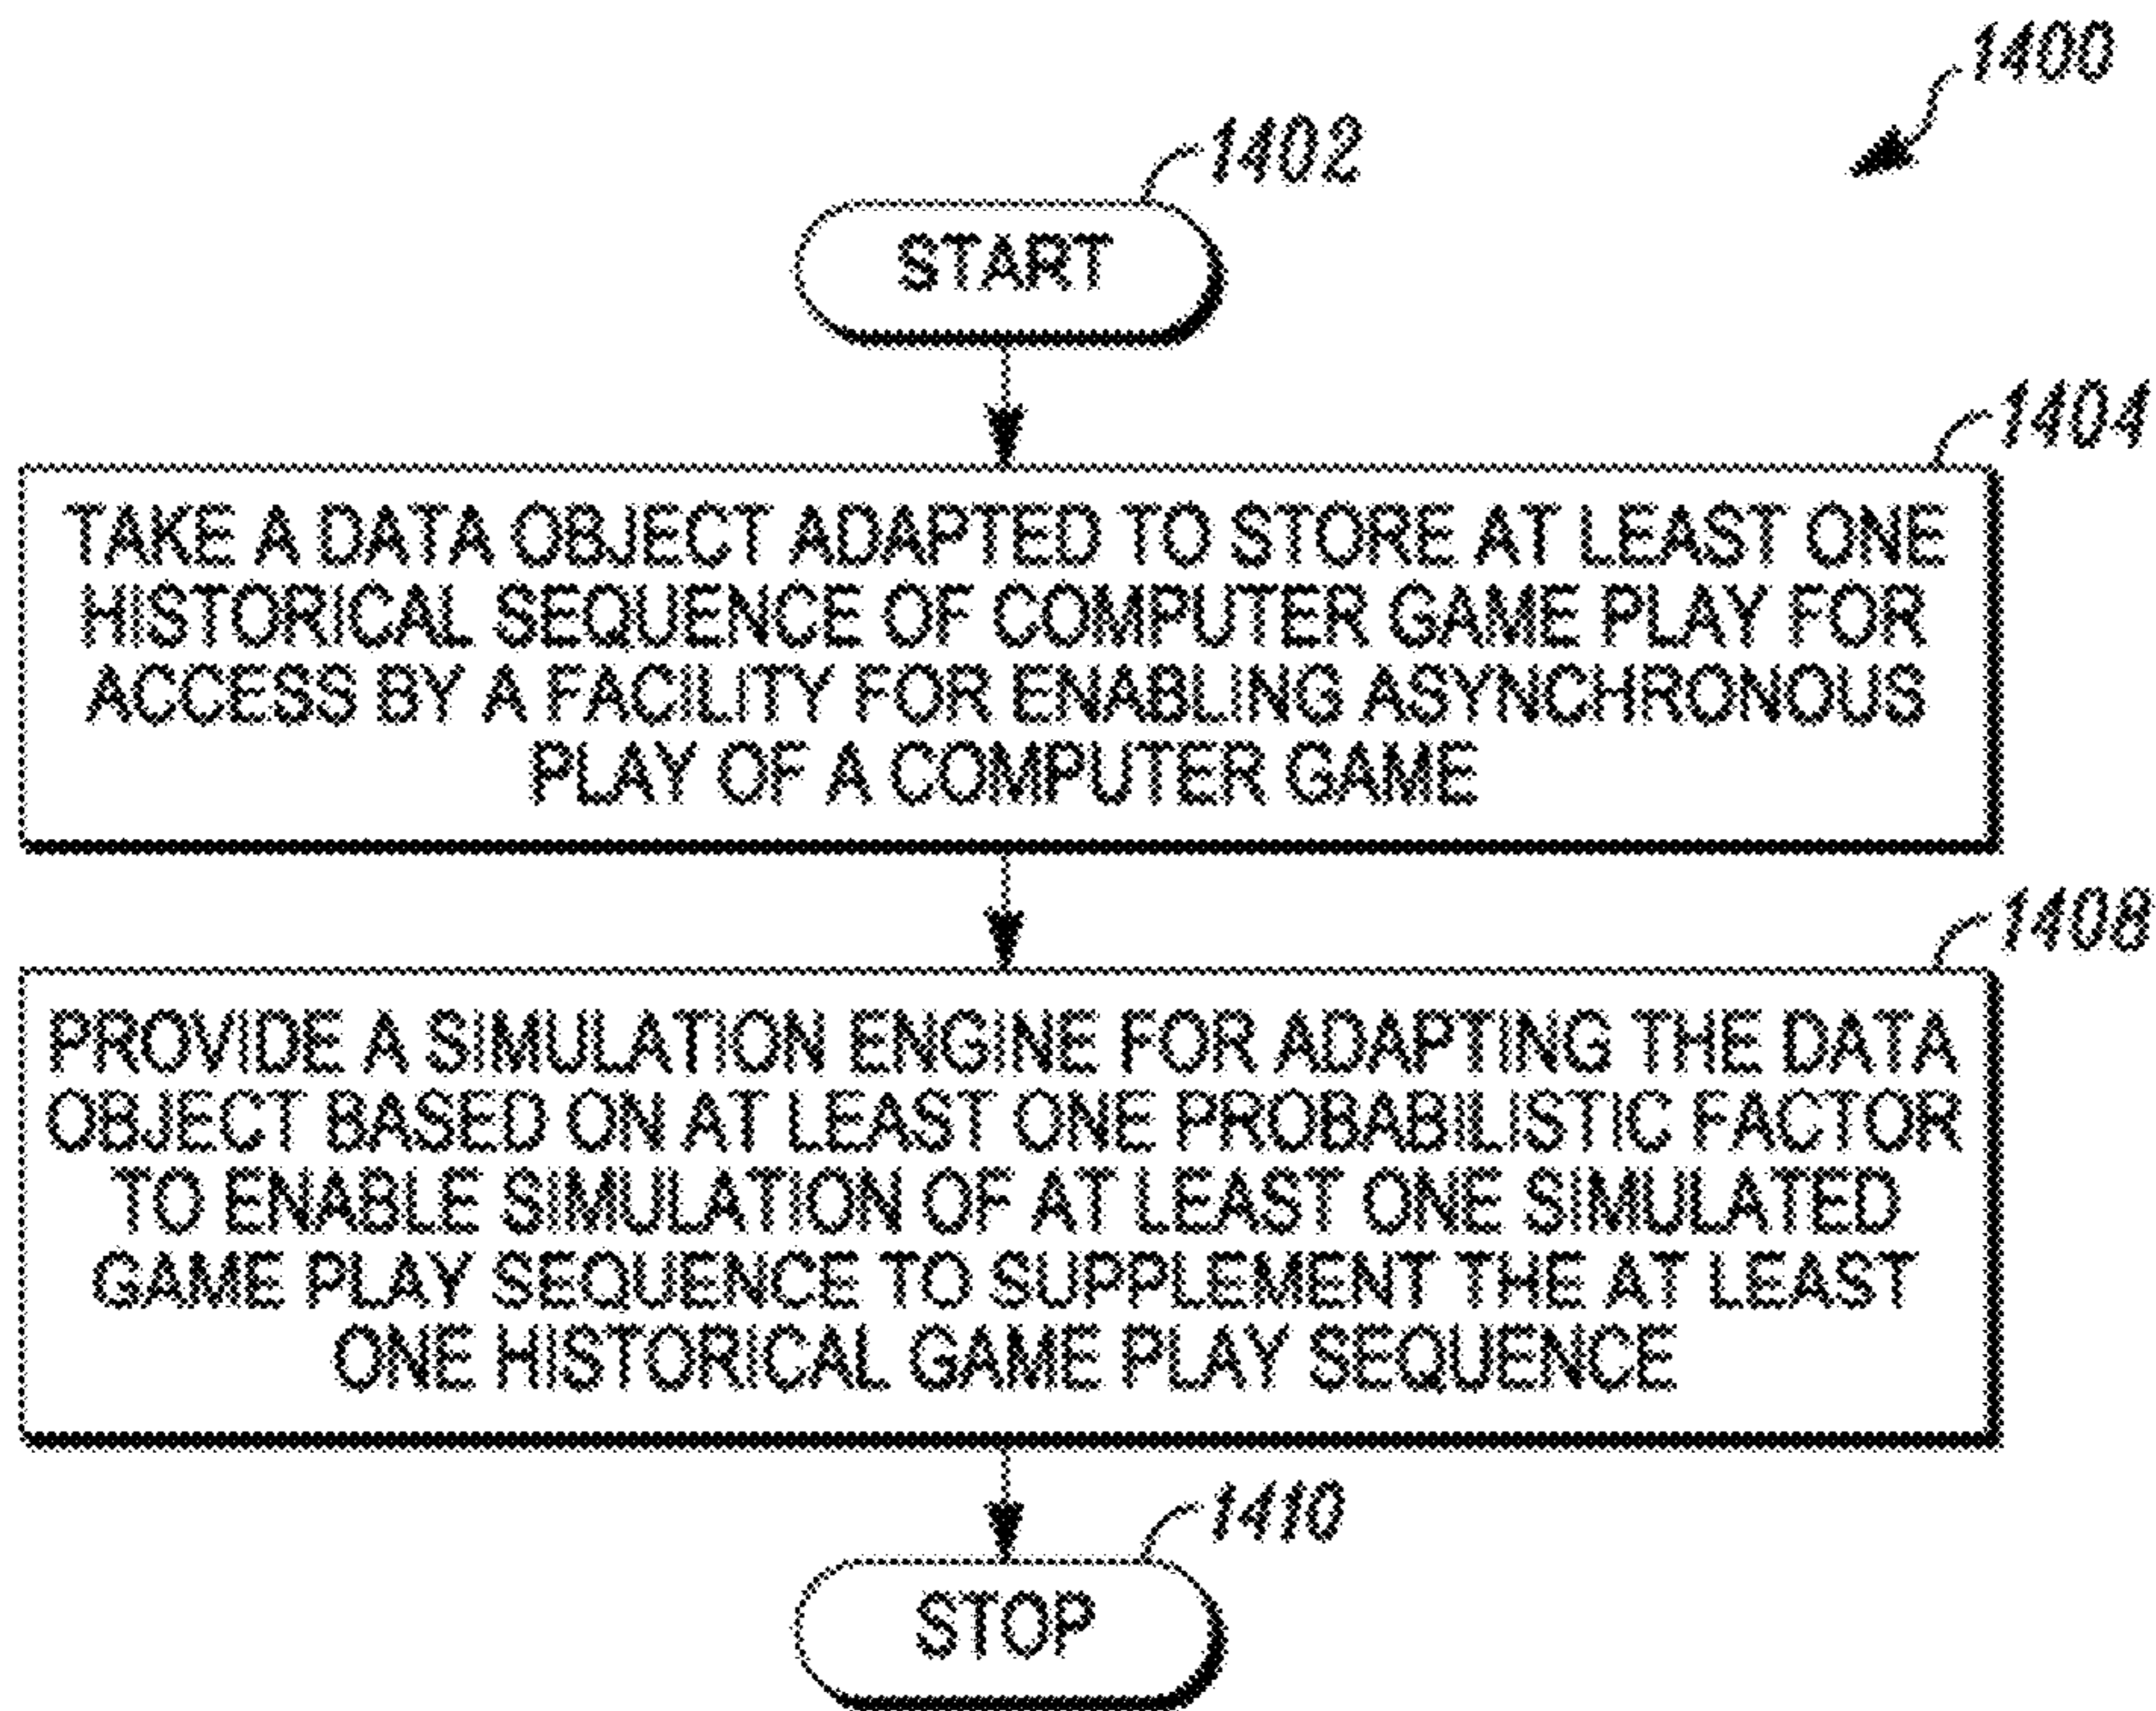 1400
1402
START
1404
TAKE A DATA OBJECT ADAPTED TO STORE AT LEAST ONE
HISTORICAL SEQUENCE OF COMPUTER GAME PLAY FOR
ACCESS BY A FACILITY FOR ENABLING ASYNCHRONOUS
PLAY OF A COMPUTER GAME
1408
PROVIDE A SIMULATION ENGINE FOR ADAPTING THE DATA
OBJECT BASED ON AT LEAST ONE PROBABILISTIC FACTOR
TO ENABLE SIMULATION OF AT LEAST ONE SIMULATED
GAME PLAY SEQUENCE TO SUPPLEMENT THE AT LEAST
ONE HISTORICAL GAME PLAY SEQUENCE
1410
STOP